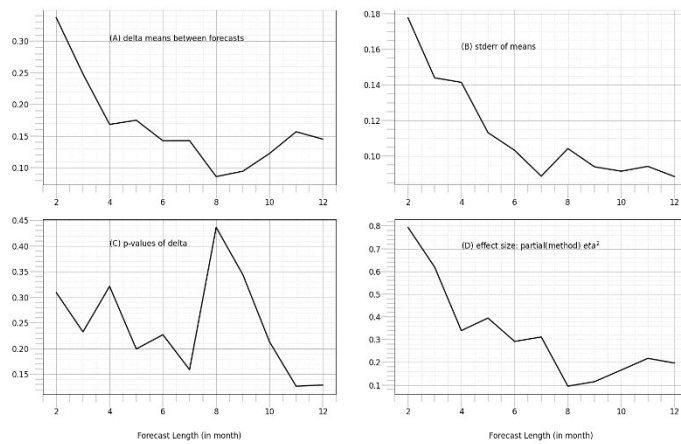 (A) delta means between forecasts
0.30
0.25
0.20
0.15
0.10
2 4 6 8 10 12
(B) stderr of means
0.18
0.16
0.14
0.12
0.10
2 4 6 8 10 12
(C) p-values of delta
0.45
0.40
0.35
0.30
0.25
0.20
0.15
2 4 6 8 10 12
Forecast Length (in month)
(D) effect size: partial(method) eta²
0.8
0.7
0.6
0.5
0.4
0.3
0.2
0.1
2 4 6 8 10 12
Forecast Length (in month)